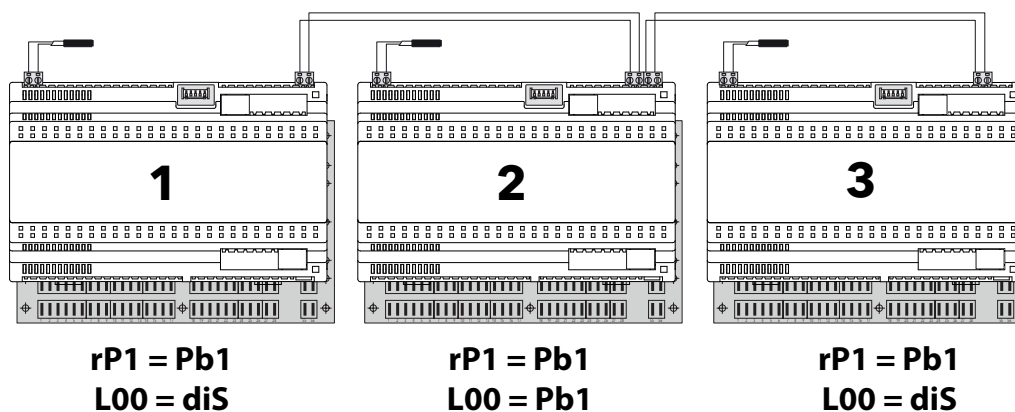 1
2
3
rP1 = Pb1
L00 = diS
rP1 = Pb1
L00 = Pb1
rP1 = Pb1
L00 = diS